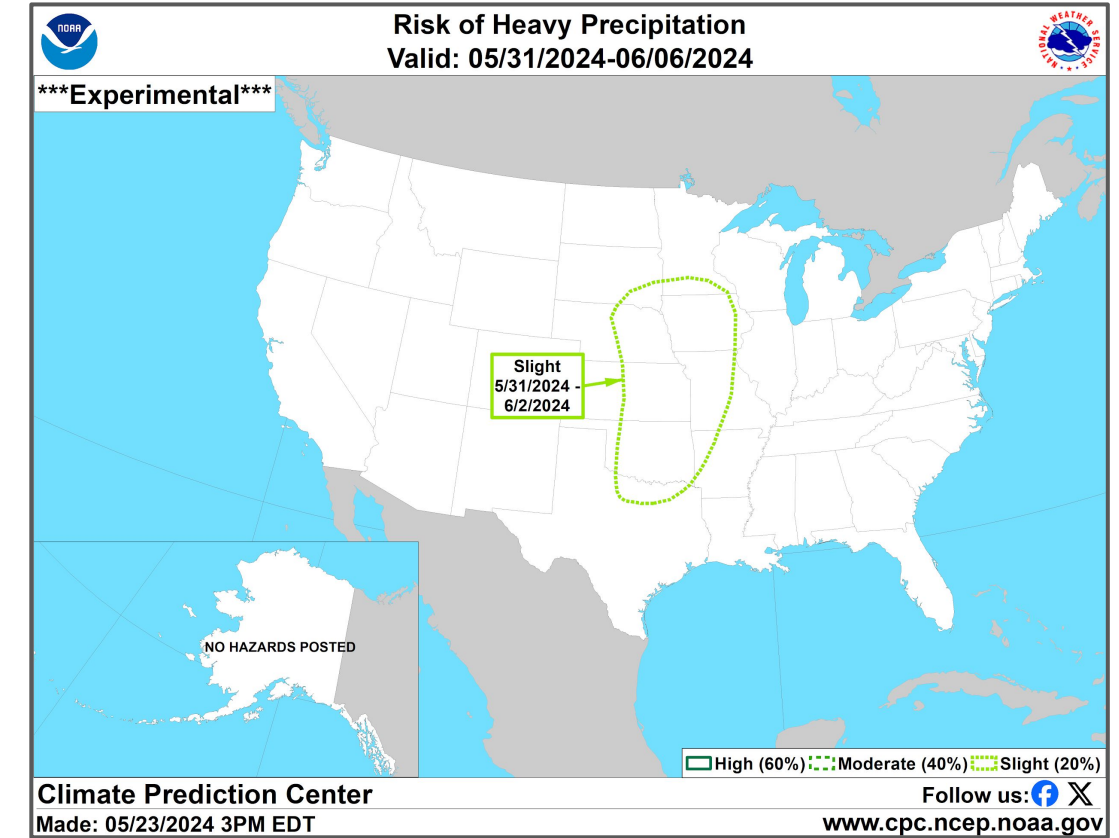 NOAA
Risk of Heavy Precipitation
Valid: 05/31/2024-06/06/2024
NATIONAL WEATHER SERVICE
***Experimental***
Slight
5/31/2024 -
6/2/2024
NO HAZARDS POSTED
High (60%) Moderate (40%) Slight (20%)
Climate Prediction Center
Follow us:
Made: 05/23/2024 3PM EDT
www.cpc.ncep.noaa.gov